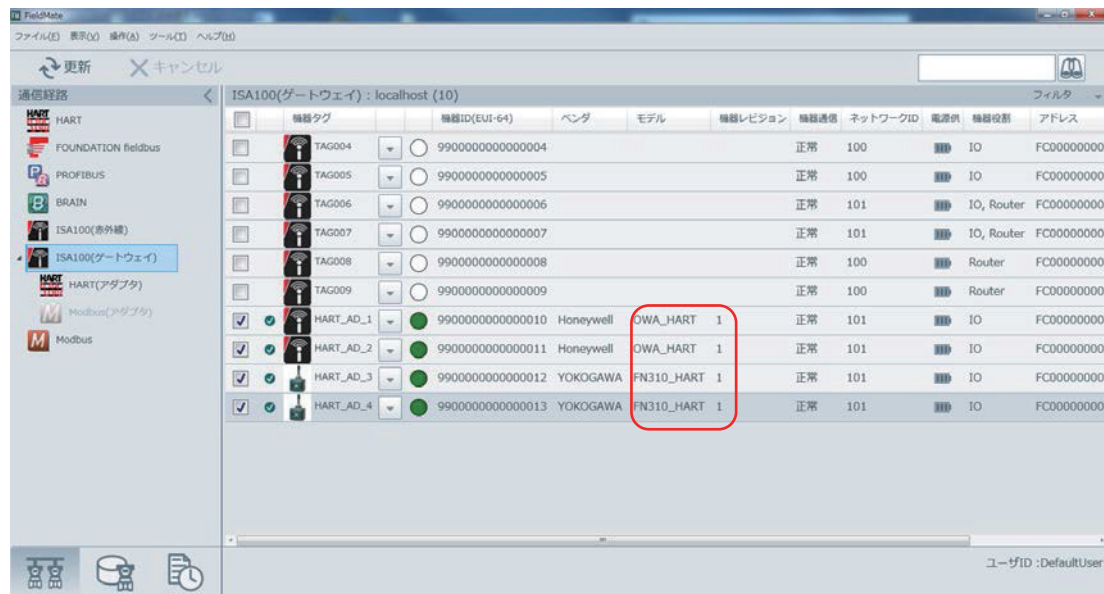 FieldMate
ファイル(F) 表示(V) 操作(A) ツール(T) ヘルプ(H)
更新 キャンセル
通信経路 ISA100(ゲートウェイ) : localhost (10) フィルタ
機器タグ 機器ID(EUI-64) ベンダ モデル 機器レビジョン 機器通信 ネットワークID 電源供 機器役割 アドレス
HART HART
FOUNDATION fieldbus
PROFIBUS
BRAIN
ISA100(赤外線)
ISA100(ゲートウェイ)
HART HART(アダプタ)
Modbus(アダプタ)
Modbus
TAG004 9900000000000004 正常 100 IO FC00000000
TAG005 9900000000000005 正常 100 IO FC00000000
TAG006 9900000000000006 正常 101 IO, Router FC00000000
TAG007 9900000000000007 正常 101 IO, Router FC00000000
TAG008 9900000000000008 正常 100 Router FC00000000
TAG009 9900000000000009 正常 100 Router FC00000000
HART_AD_1 9900000000000010 Honeywell OWA_HART 1 正常 101 IO FC00000000
HART_AD_2 9900000000000011 Honeywell OWA_HART 1 正常 101 IO FC00000000
HART_AD_3 9900000000000012 YOKOGAWA FN310_HART 1 正常 101 IO FC00000000
HART_AD_4 9900000000000013 YOKOGAWA FN310_HART 1 正常 101 IO FC00000000
ユーザID :DefaultUser